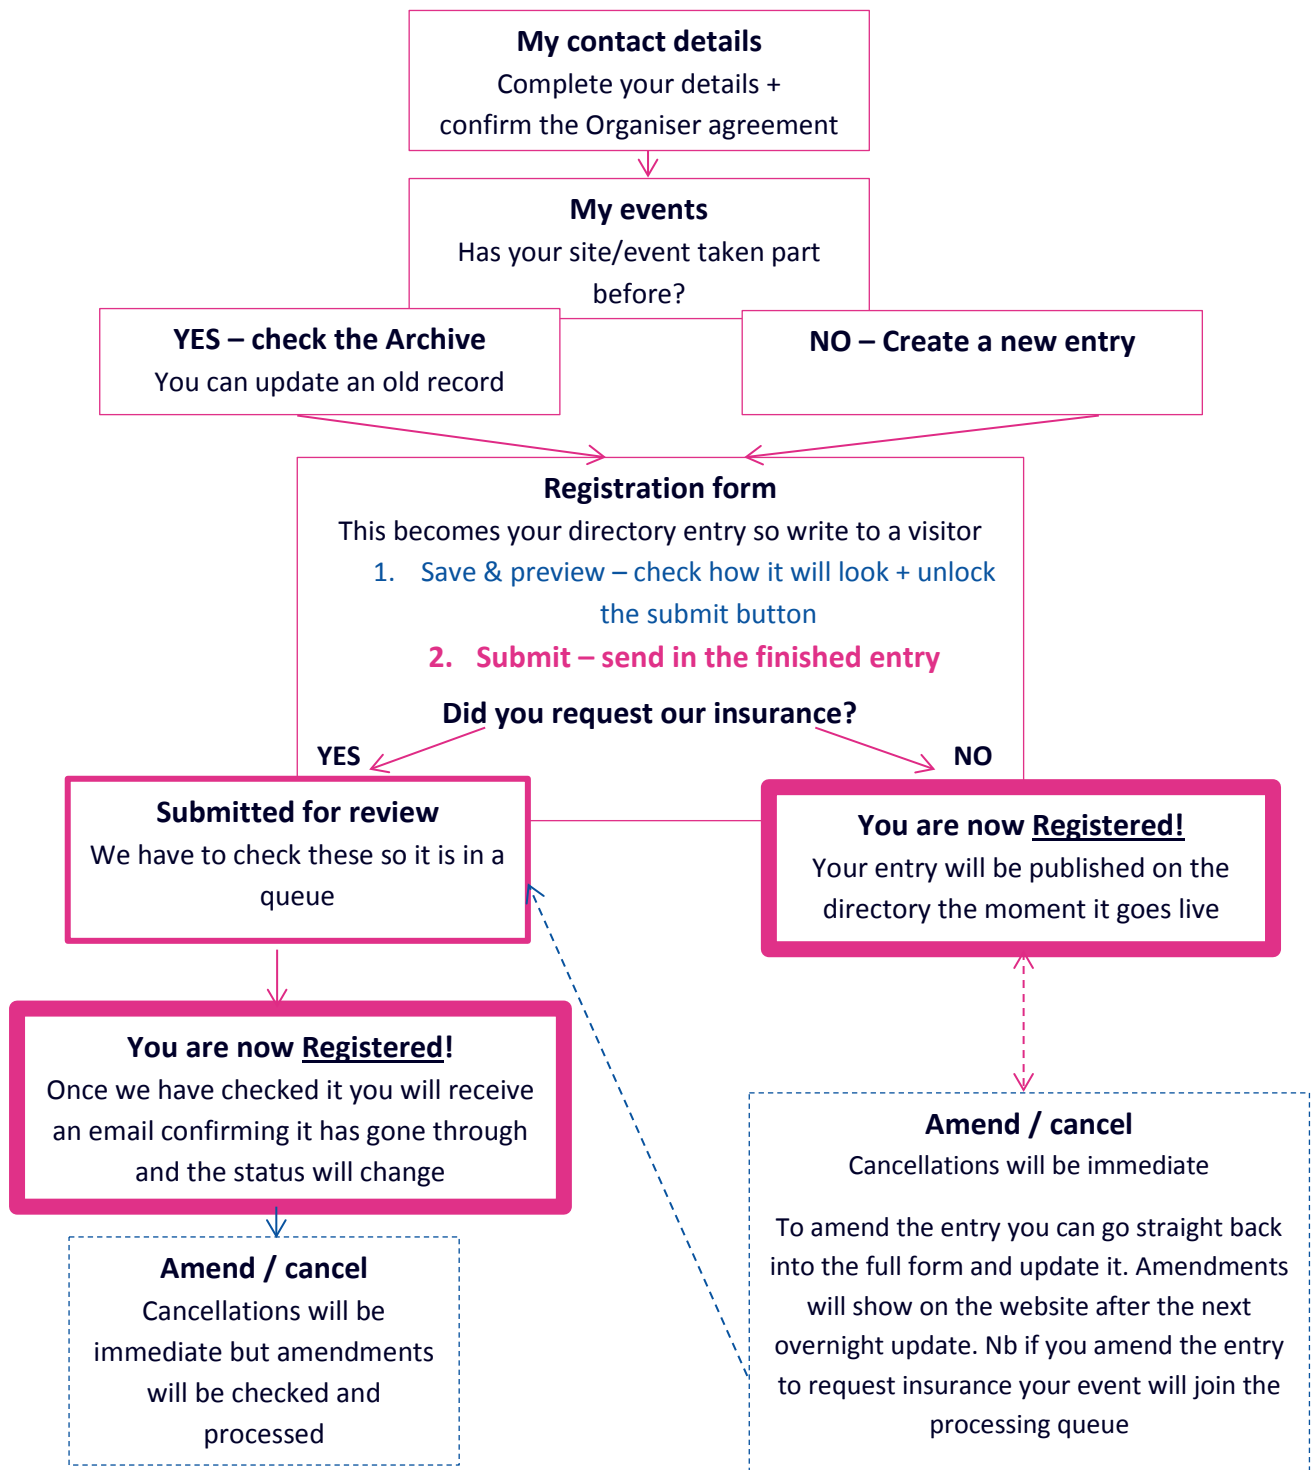 My contact details
Complete your details +
confirm the Organiser agreement
My events
Has your site/event taken part
before?
YES – check the Archive
You can update an old record
NO – Create a new entry
Registration form
This becomes your directory entry so write to a visitor
1. Save & preview – check how it will look + unlock
the submit button
2. Submit – send in the finished entry
Did you request our insurance?
YES
NO
Submitted for review
We have to check these so it is in a
queue
You are now Registered!
Your entry will be published on the
directory the moment it goes live
You are now Registered!
Once we have checked it you will receive
an email confirming it has gone through
and the status will change
Amend / cancel
Cancellations will be
immediate but amendments
will be checked and
processed
Amend / cancel
Cancellations will be immediate
To amend the entry you can go straight back
into the full form and update it. Amendments
will show on the website after the next
overnight update. Nb if you amend the entry
to request insurance your event will join the
processing queue